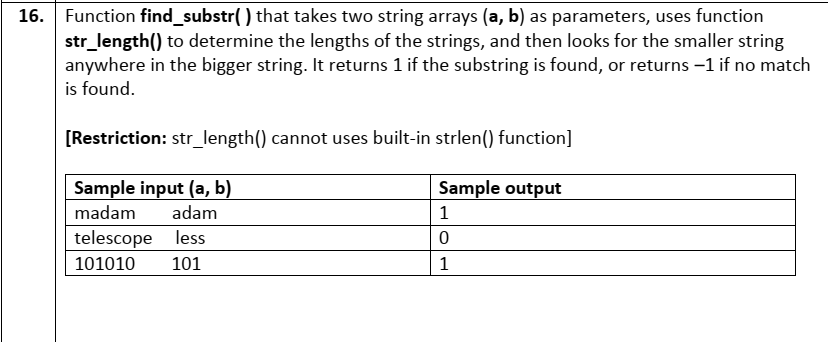 16. Function find_substr( ) that takes two string arrays (a, b) as parameters, uses function
str_length() to determine the lengths of the strings, and then looks for the smaller string
anywhere in the bigger string. It returns 1 if the substring is found, or returns –1 if no match
is found.
[Restriction: str_length() cannot uses built-in strlen() function]
Sample input (a, b) Sample output
madam adam 1
telescope less 0
101010 101 1